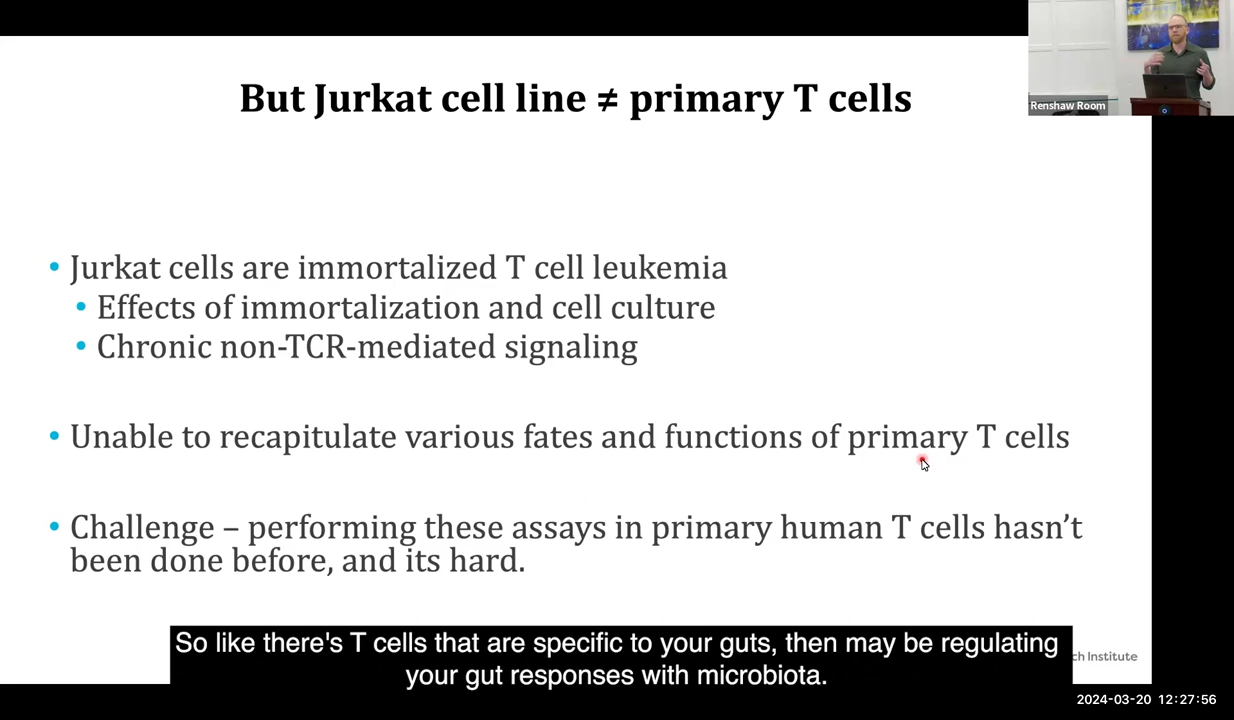 But Jurkat cell line ≠ primary T cells
Renshaw Room
• Jurkat cells are immortalized T cell leukemia
• Effects of immortalization and cell culture
• Chronic non-TCR-mediated signaling
• Unable to recapitulate various fates and functions of primary T cells
• Challenge – performing these assays in primary human T cells hasn’t
been done before, and its hard.
So like there's T cells that are specific to your guts, then may be regulating
your gut responses with microbiota.
Institute
2024-03-20 12:27:56